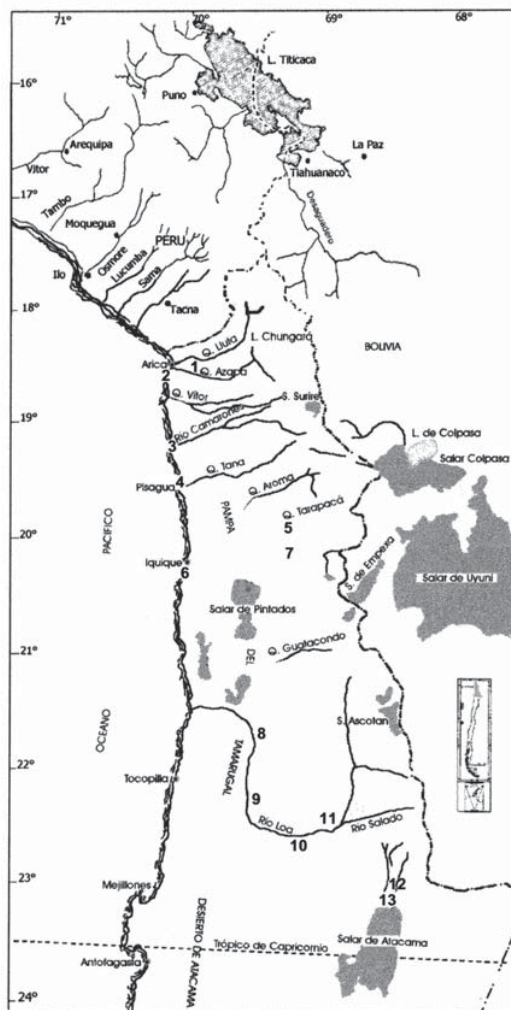 71°
70°
69°
68°
16°
17°
18°
19°
20°
21°
22°
23°
24°
L. Titicaca
Puno
Arequipa
La Paz
Tiahuanaco
Vitor
Tambo
Desaguadero
Moquegua
PERU
Osmore
Lucumba
Ilo
Sama
Tacna
Q. Lluta
L. Chungará
BOLIVIA
Arica
1
2
Q. Azapa
Q. Vitor
S. Surire
Río Camarones
3
L. de Colpasa
Salar Colpasa
Q. Tana
4
Pisagua
Q. Aroma
PAMPA
Q. Tarapacá
5
PACIFICO
7
Iquique
6
S. de Empexa
Salar de Uyuni
Salar de Pintados
DEL
Q. Guatacondo
OCEANO
S. Ascotan
8
TAMARUGAL
Tocopilla
9
11
Río Loa
Río Salado
10
12
13
Mejillones
DESIERTO DE ATACAMA
Salar de Atacama
Trópico de Capricornio
Antofagasta